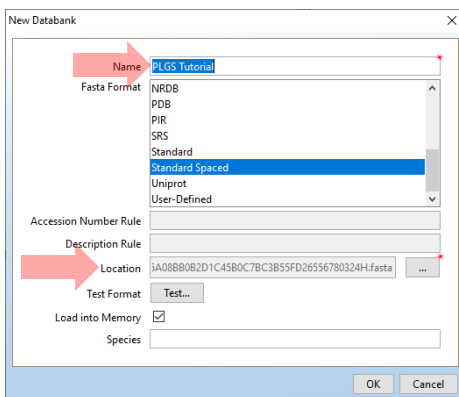 New Databank
Name PLGS Tutorial
Fasta Format NRDB
PDB
PIR
SRS
Standard
Standard Spaced
Uniprot
User-Defined
Accession Number Rule
Description Rule
Location 5A08BB0B2D1C45B0C7BC3B55FD26556780324H.fasta ...
Test Format Test...
Load into Memory
Species
OK Cancel